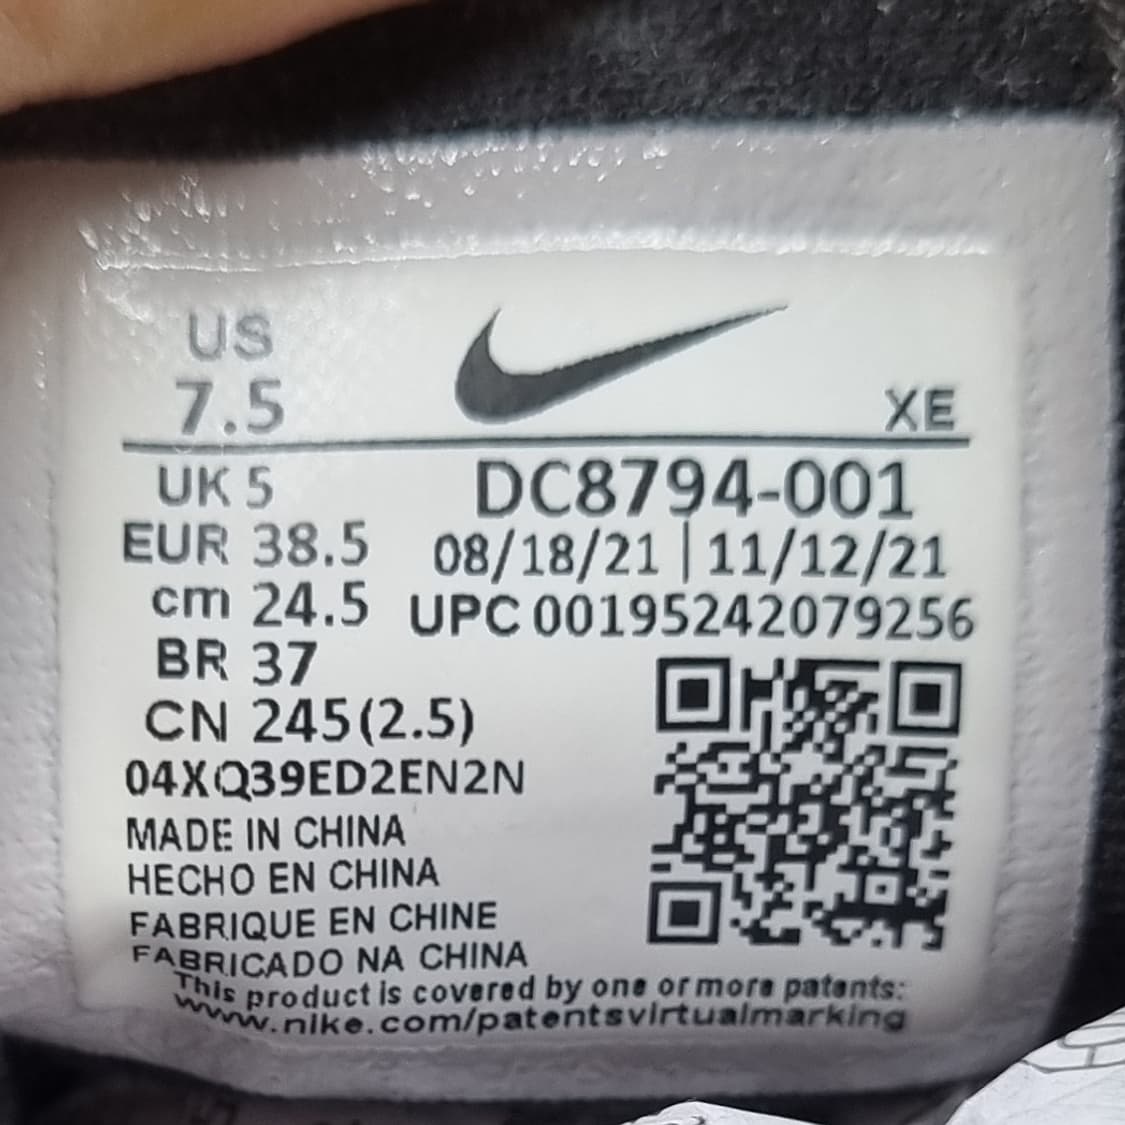 US
7.5
XE
UK 5
DC8794-001
EUR 38.5
08/18/21 | 11/12/21
cm 24.5
UPC 00195242079256
BR 37
CN 245(2.5)
04XQ39ED2EN2N
MADE IN CHINA
HECHO EN CHINA
FABRIQUE EN CHINE
FABRICADO NA CHINA
This product is covered by one or more patents:
www.nike.com/patentsvirtualmarking